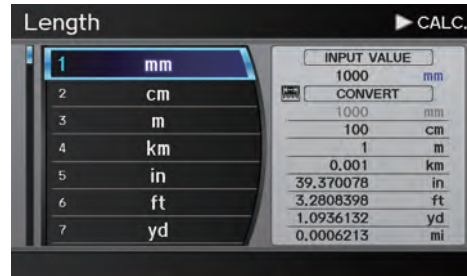 Length
CALC.
1 mm
2 cm
3 m
4 km
5 in
6 ft
7 yd
INPUT VALUE
1000 mm
CONVERT
1000 mm
100 cm
1 m
0.001 km
39.370078 in
3.2808398 ft
1.0936132 yd
0.0006213 mi